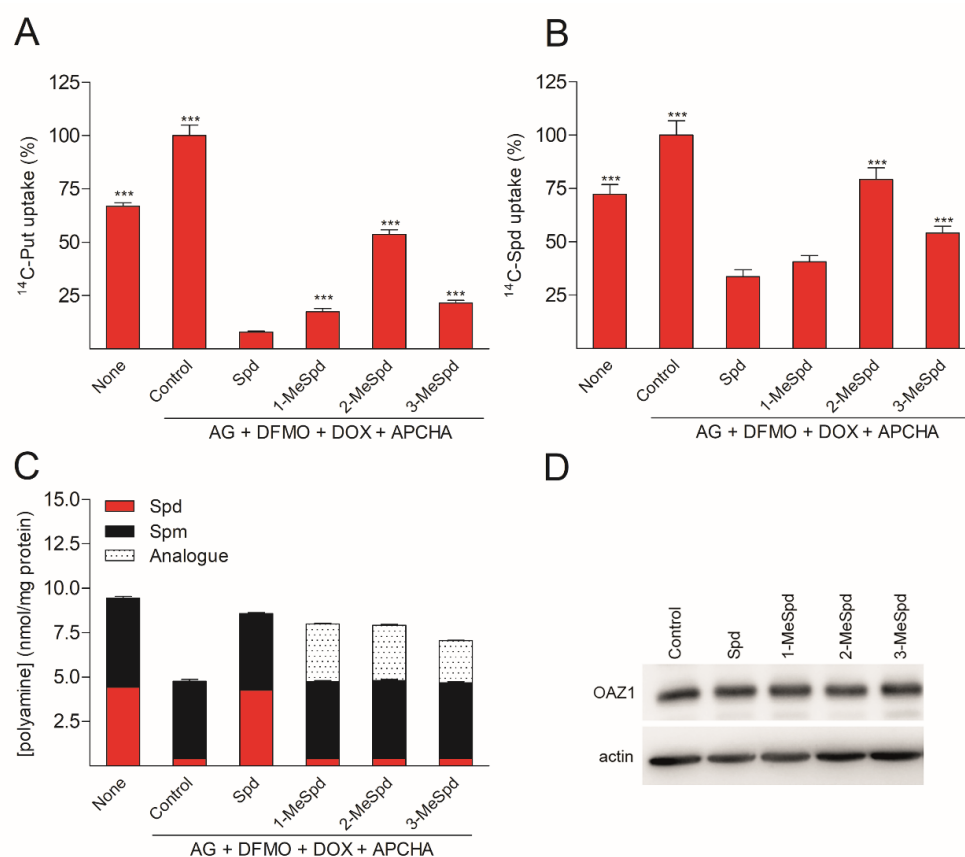 A
125
100
75
50
25
¹⁴C-Put uptake (%)
***
***
***
***
***
None
Control
Spd
1-MeSpd
2-MeSpd
3-MeSpd
AG + DFMO + DOX + APCHA
B
125
100
75
50
25
¹⁴C-Spd uptake (%)
***
***
***
***
None
Control
Spd
1-MeSpd
2-MeSpd
3-MeSpd
AG + DFMO + DOX + APCHA
C
15.0
12.5
10.0
7.5
5.0
2.5
[polyamine] (nmol/mg protein)
Spd
Spm
Analogue
None
Control
Spd
1-MeSpd
2-MeSpd
3-MeSpd
AG + DFMO + DOX + APCHA
D
Control
Spd
1-MeSpd
2-MeSpd
3-MeSpd
OAZ1
actin